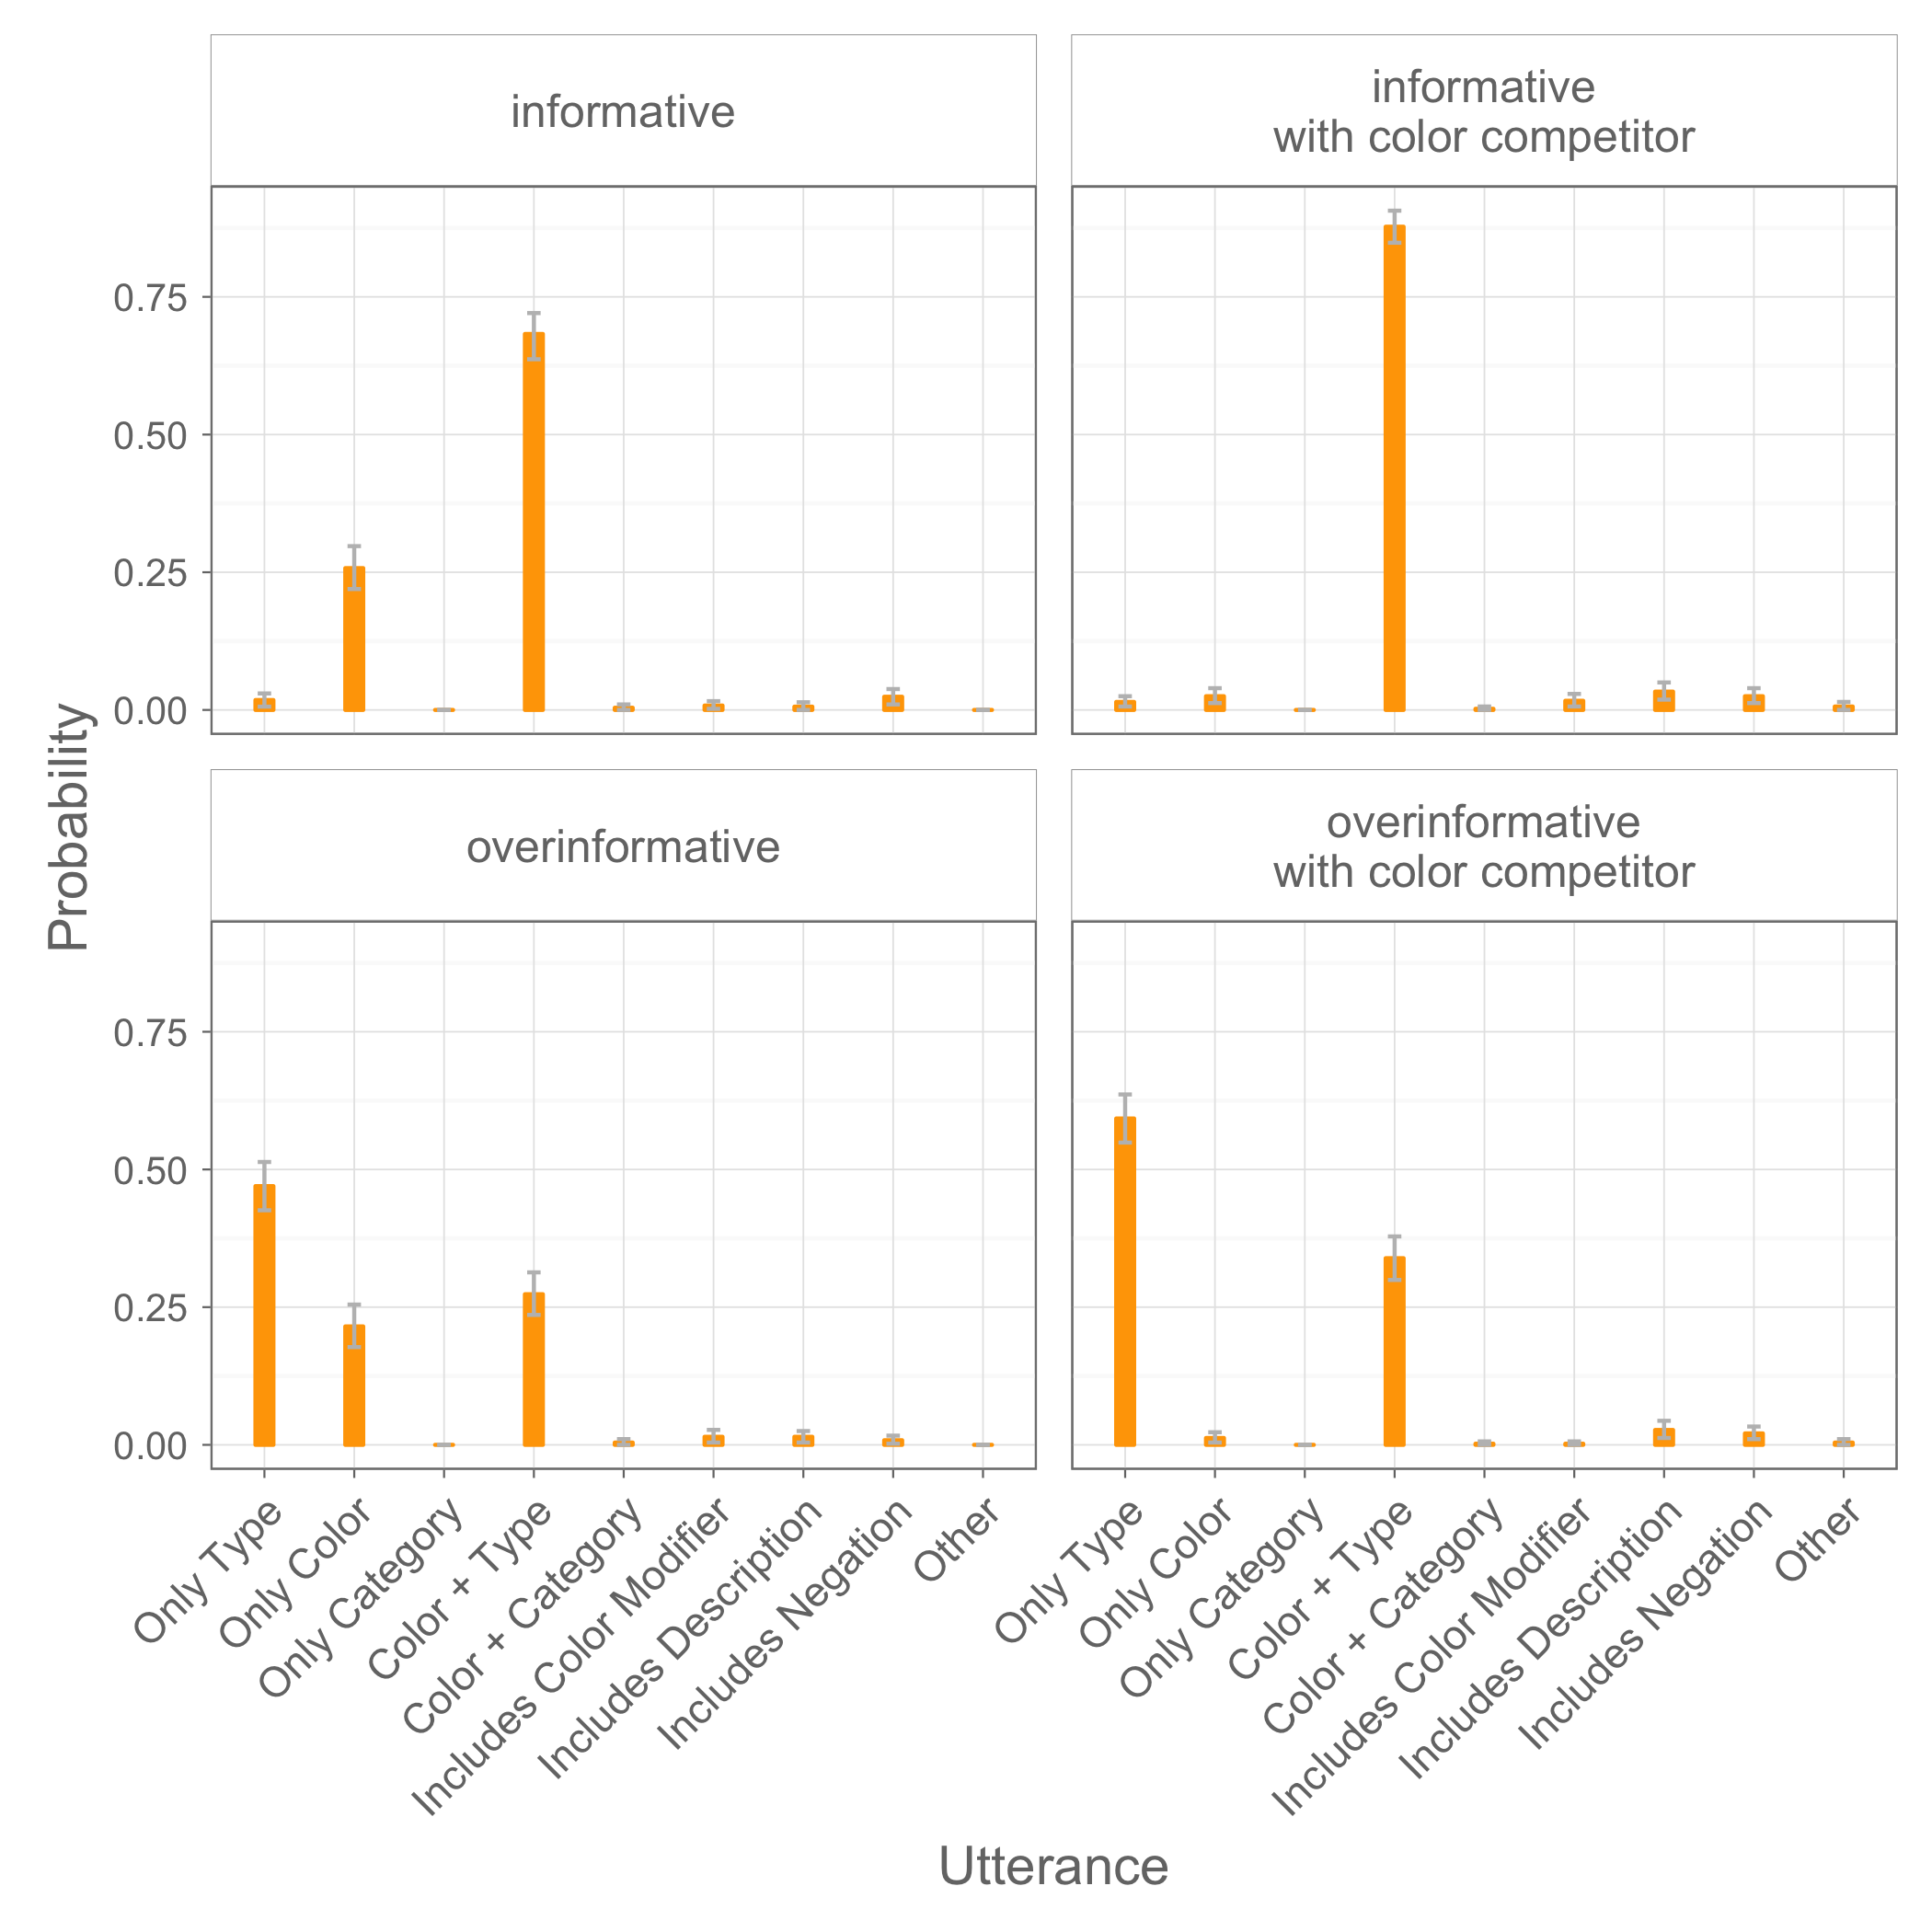 informative
informative
with color competitor
0.75
0.50
0.25
0.00
overinformative
overinformative
with color competitor
0.75
0.50
0.25
0.00
Probability
Only Type
Only Color
Only Category
Color + Type
Color + Category
Includes Color Modifier
Includes Description
Includes Negation
Other
Only Type
Only Color
Only Category
Color + Type
Color + Category
Includes Color Modifier
Includes Description
Includes Negation
Other
Utterance